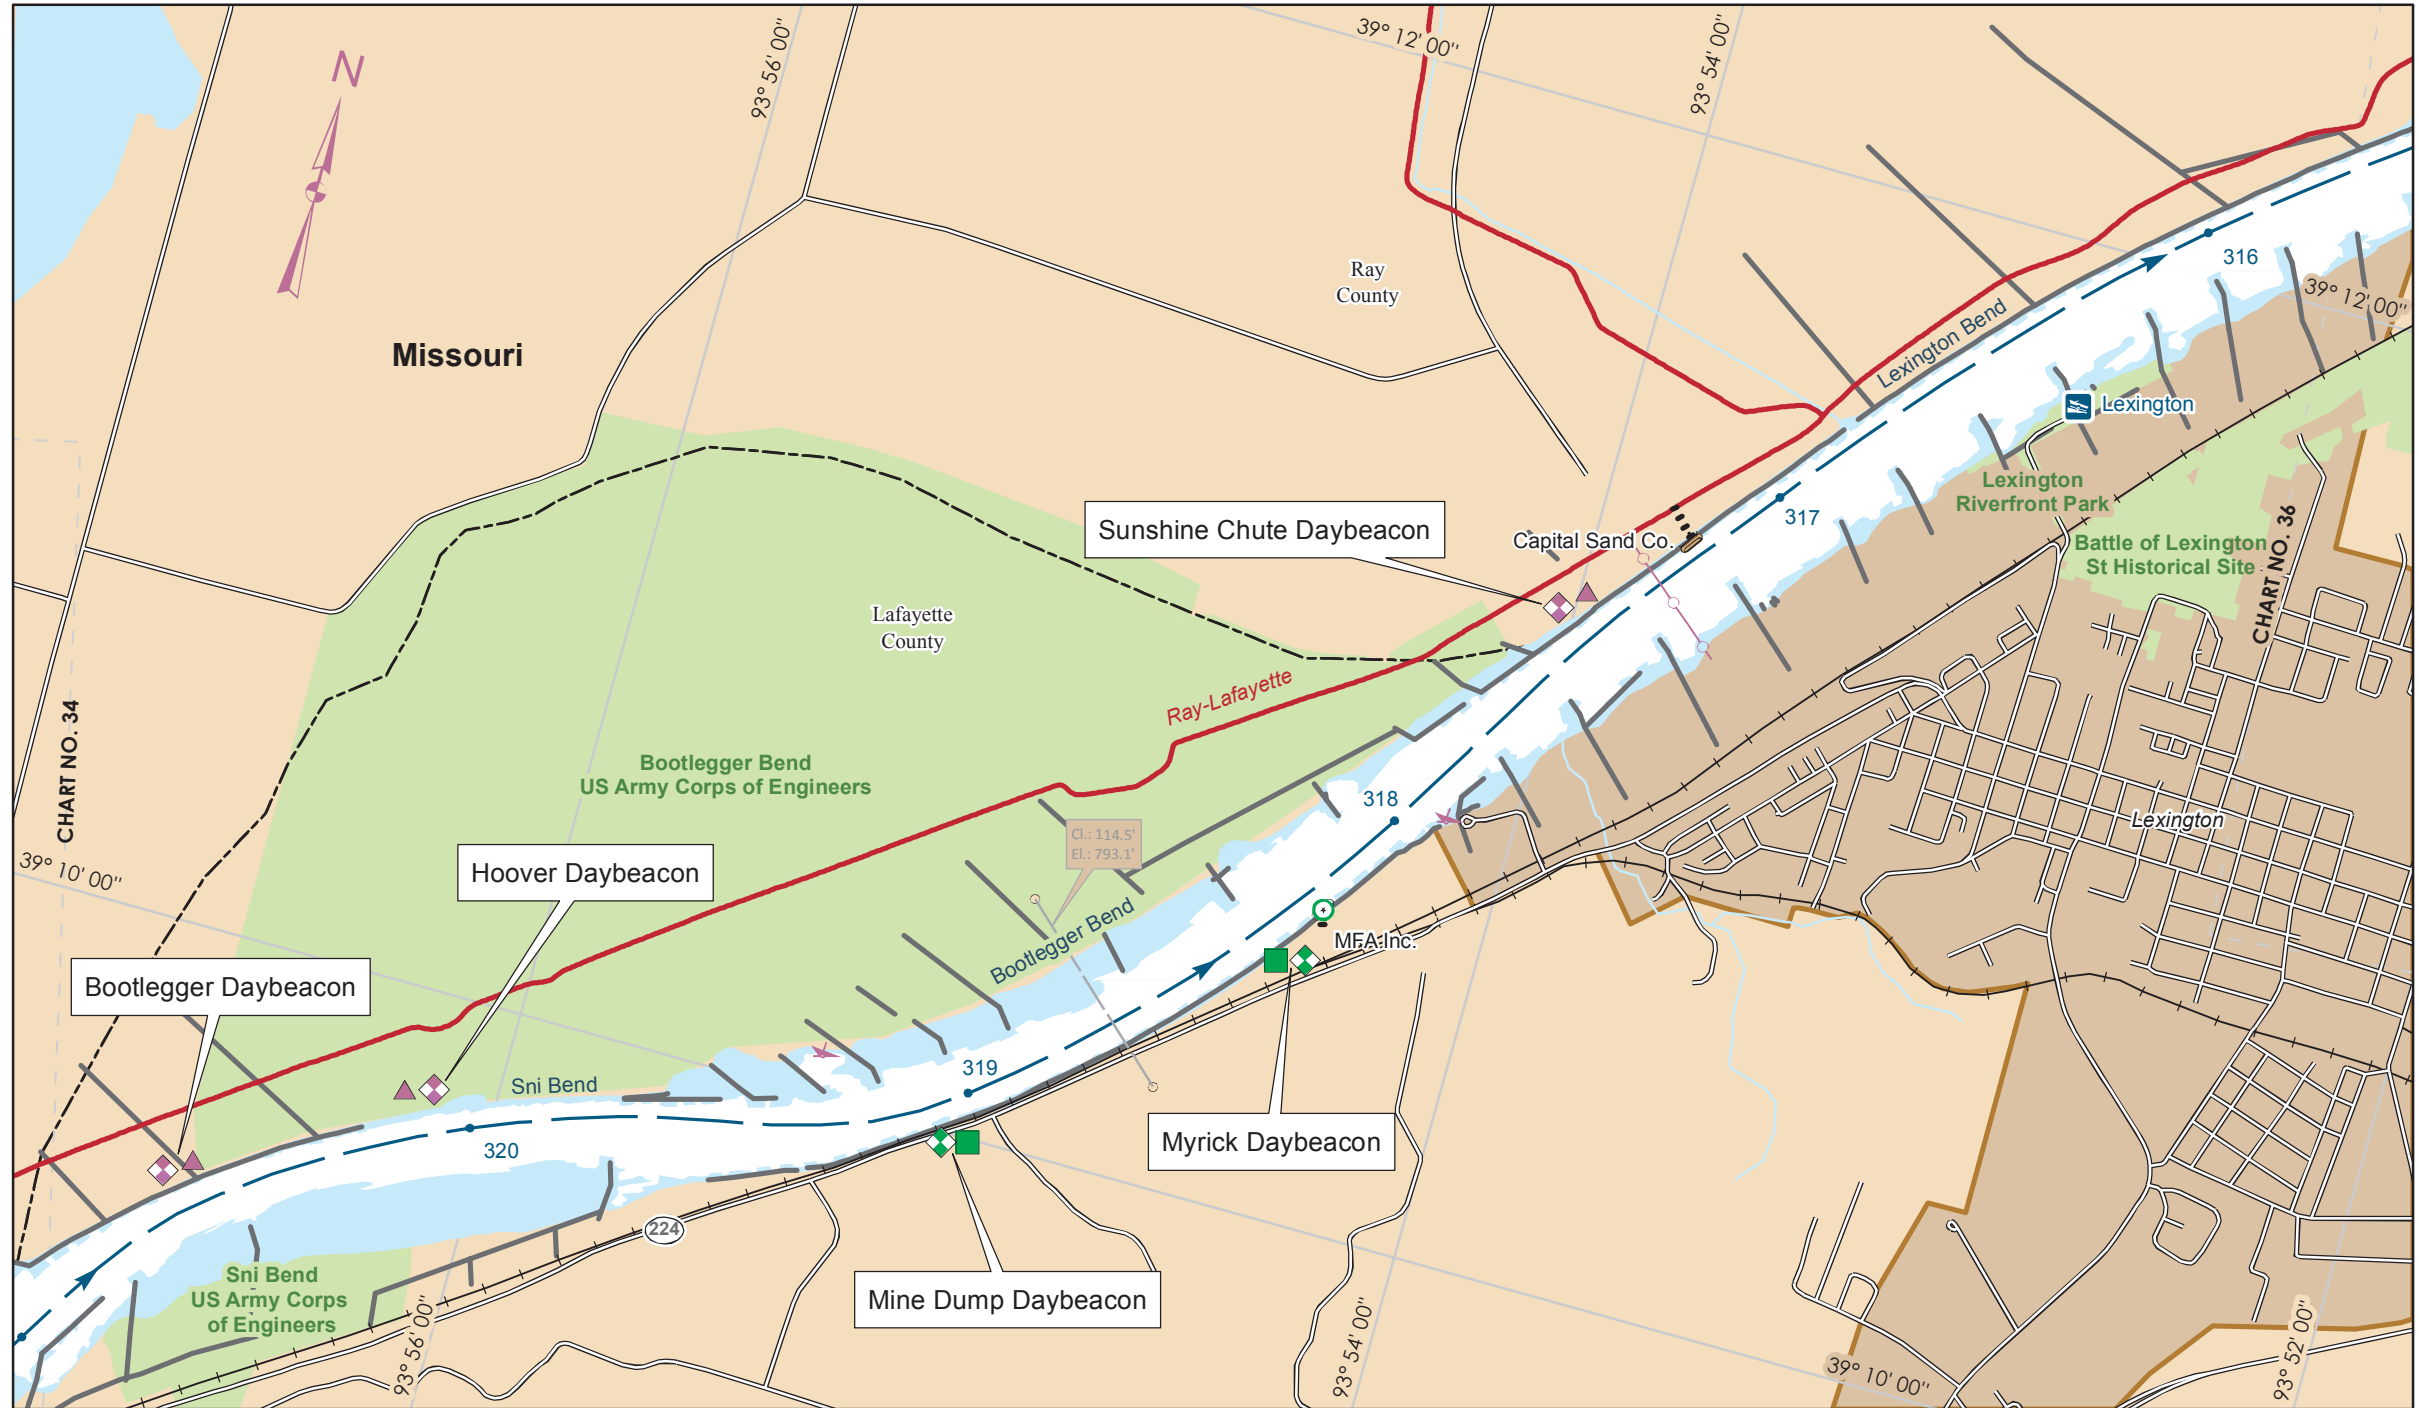 N
93° 56' 00"
39° 12' 00"
93° 54' 00"
Ray
County
316
39° 12' 00"
Missouri
Lexington Bend
Lexington
Lexington
Riverfront Park
317
Sunshine Chute Daybeacon
Capital Sand Co.
Battle of Lexington
St Historical Site
CHART NO. 36
Lafayette
County
Ray-Lafayette
CHART NO. 34
Bootlegger Bend
US Army Corps of Engineers
318
Lexington
Cl.: 114.5'
El.: 793.1'
39° 10' 00"
Hoover Daybeacon
Bootlegger Bend
MFA Inc.
Bootlegger Daybeacon
319
Sni Bend
320
Myrick Daybeacon
224
Sni Bend
US Army Corps
of Engineers
Mine Dump Daybeacon
93° 56' 00"
93° 54' 00"
39° 10' 00"
93° 52' 00"